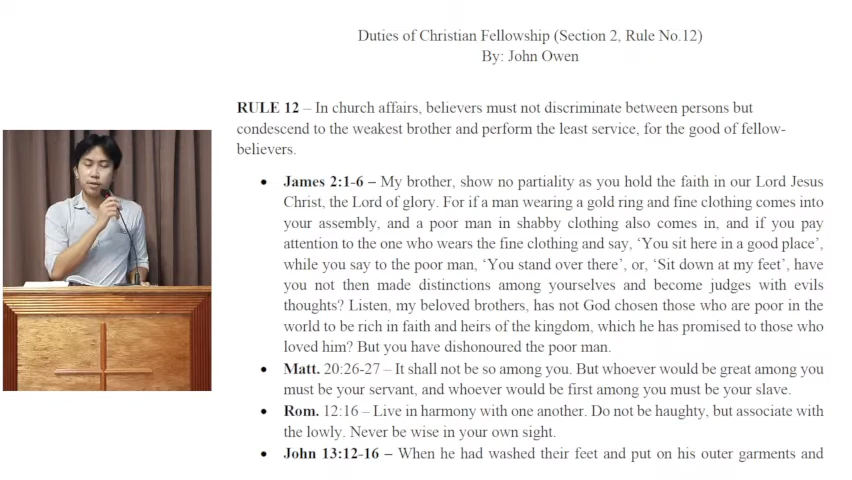 Duties of Christian Fellowship (Section 2, Rule No.12)
By: John Owen
RULE 12 – In church affairs, believers must not discriminate between persons but
condescend to the weakest brother and perform the least service, for the good of fellow-
believers.
• James 2:1-6 – My brother, show no partiality as you hold the faith in our Lord Jesus
Christ, the Lord of glory. For if a man wearing a gold ring and fine clothing comes into
your assembly, and a poor man in shabby clothing also comes in, and if you pay
attention to the one who wears the fine clothing and say, ‘You sit here in a good place’,
while you say to the poor man, ‘You stand over there’, or, ‘Sit down at my feet’, have
you not then made distinctions among yourselves and become judges with evils
thoughts? Listen, my beloved brothers, has not God chosen those who are poor in the
world to be rich in faith and heirs of the kingdom, which he has promised to those who
loved him? But you have dishonoured the poor man.
• Matt. 20:26-27 – It shall not be so among you. But whoever would be great among you
must be your servant, and whoever would be first among you must be your slave.
• Rom. 12:16 – Live in harmony with one another. Do not be haughty, but associate with
the lowly. Never be wise in your own sight.
• John 13:12-16 – When he had washed their feet and put on his outer garments and